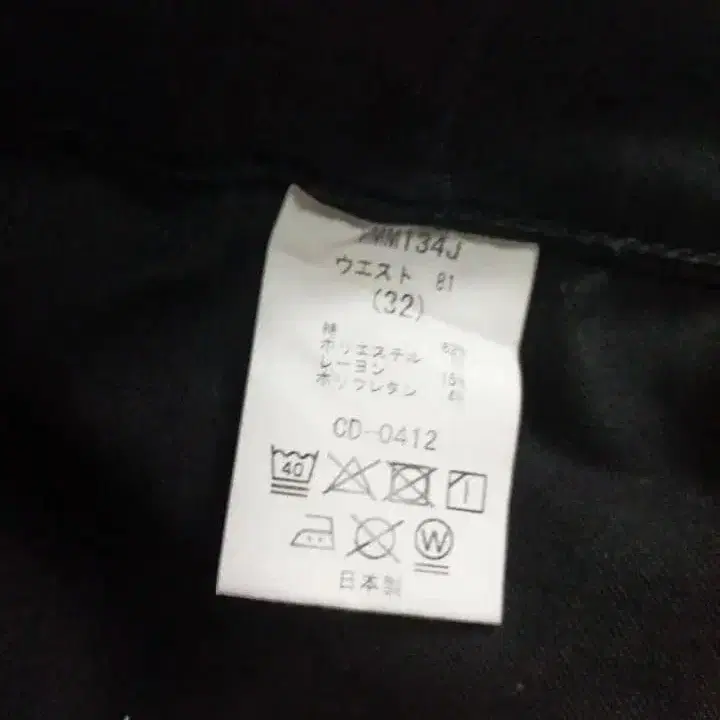 MM134J
ウエスト 81
(32)
綿
ポリエステル
レーヨン
ポリウレタン
CD-0412
40
W
日本製